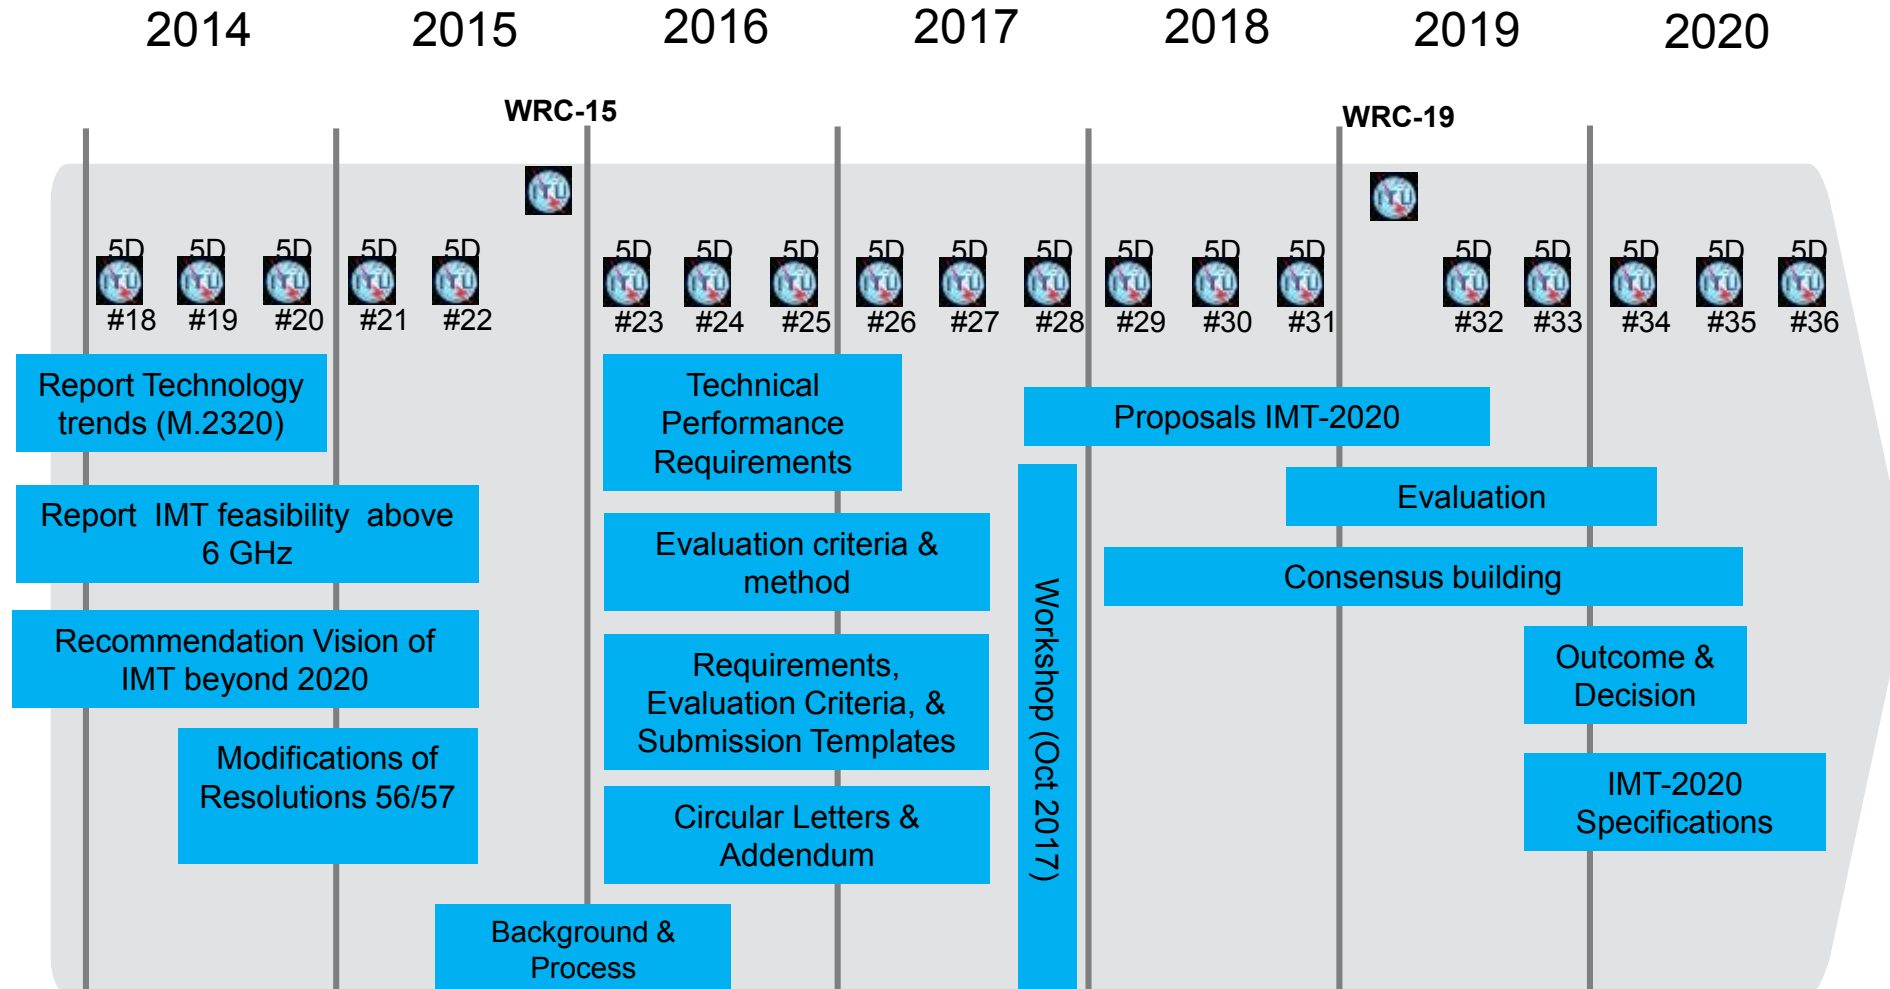 2014 2015 2016 2017 2018 2019 2020
WRC-15 WRC-19
5D 5D 5D 5D 5D 5D 5D 5D 5D 5D 5D 5D 5D 5D 5D 5D 5D 5D 5D
#18 #19 #20 #21 #22 #23 #24 #25 #26 #27 #28 #29 #30 #31 #32 #33 #34 #35 #36
Report Technology
trends (M.2320)
Report IMT feasibility above
6 GHz
Recommendation Vision of
IMT beyond 2020
Modifications of
Resolutions 56/57
Background &
Process
Technical
Performance
Requirements
Evaluation criteria &
method
Requirements,
Evaluation Criteria, &
Submission Templates
Circular Letters &
Addendum
Workshop (Oct 2017)
Proposals IMT-2020
Evaluation
Consensus building
Outcome &
Decision
IMT-2020
Specifications